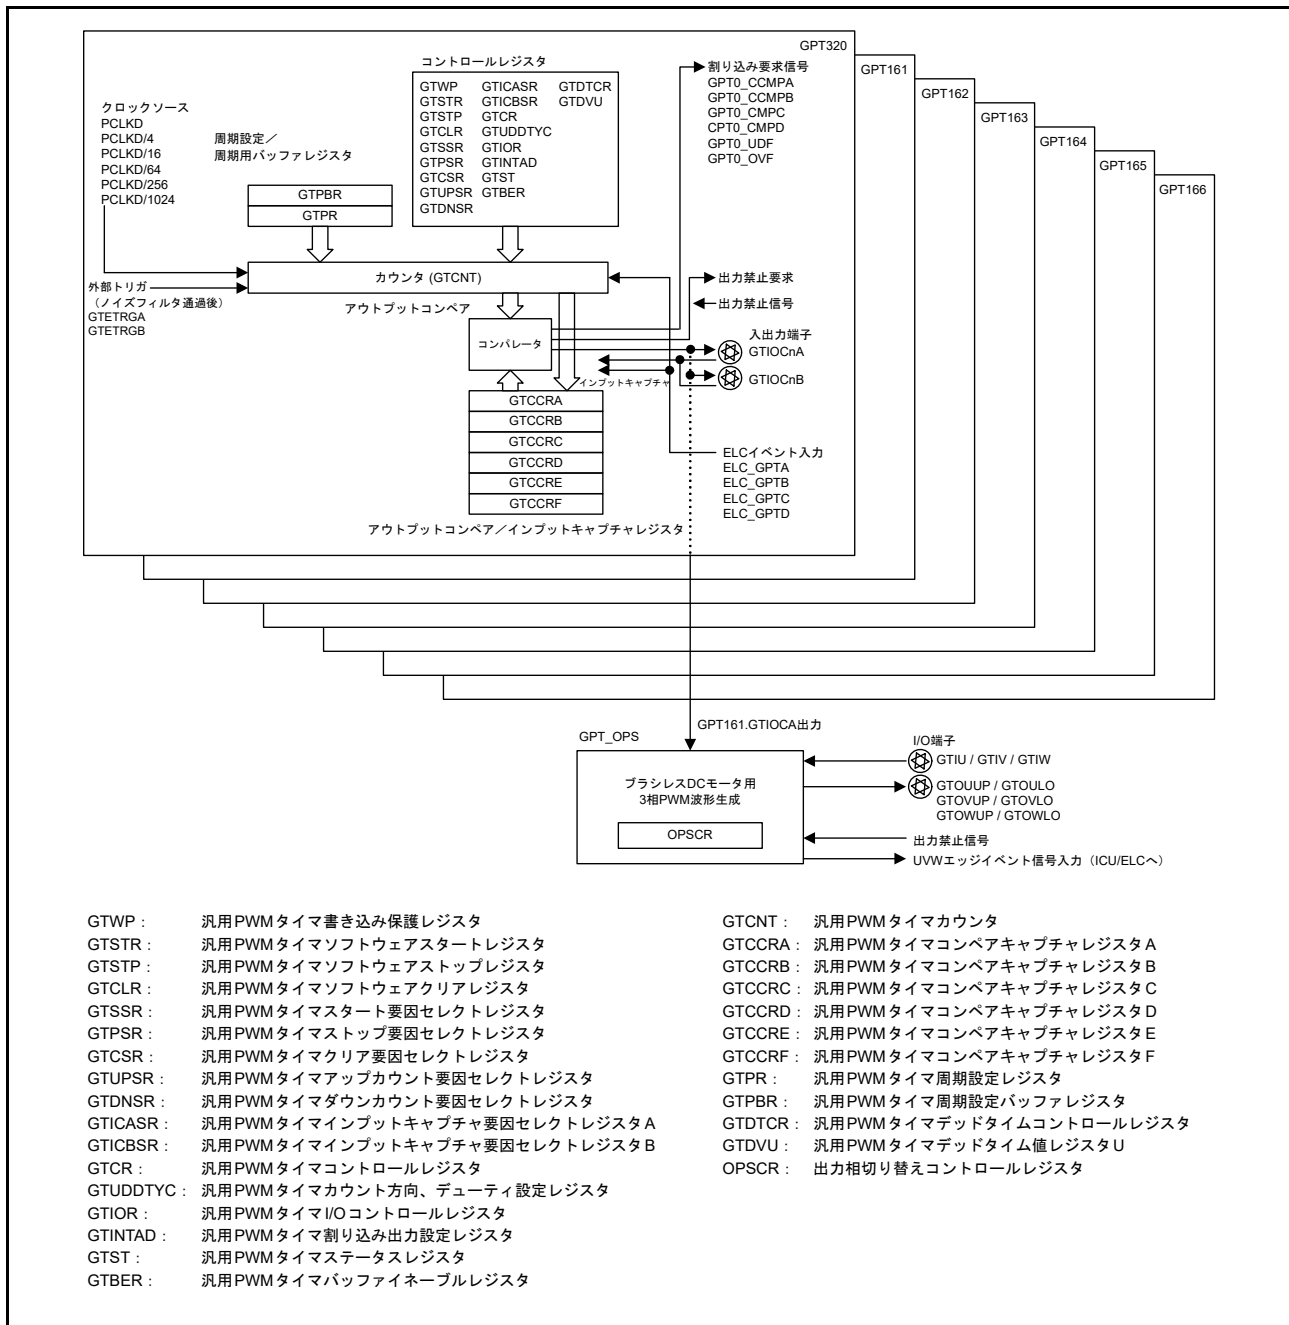 GPT320
GPT161
GPT162
GPT163
GPT164
GPT165
GPT166
クロックソース
PCLKD
PCLKD/4
PCLKD/16
PCLKD/64
PCLKD/256
PCLKD/1024
周期設定／
周期用バッファレジスタ
GTPBR
GTPR
コントロールレジスタ
GTWP GTICASR GTDTCR
GTSTR GTICBSR GTDVU
GTSTP GTCR
GTCLR GTUDDTYC
GTSSR GTIOR
GTPSR GTINTAD
GTCSR GTST
GTUPSR GTBER
GTDNSR
割り込み要求信号
GPT0_CCMPA
GPT0_CCMPB
GPT0_CMPC
CPT0_CMPD
GPT0_UDF
GPT0_OVF
カウンタ (GTCNT)
外部トリガ
（ノイズフィルタ通過後）
GTETRGA
GTETRGB
アウトプットコンペア
コンパレータ
出力禁止要求
出力禁止信号
入出力端子
GTIOCnA
GTIOCnB
インプットキャプチャ
GTCCRA
GTCCRB
GTCCRC
GTCCRD
GTCCRE
GTCCRF
アウトプットコンペア／インプットキャプチャレジスタ
ELCイベント入力
ELC_GPTA
ELC_GPTB
ELC_GPTC
ELC_GPTD
GPT161.GTIOCA出力
GPT_OPS
ブラシレスDCモータ用
3相PWM波形生成
OPSCR
I/O端子
GTIU / GTIV / GTIW
GTOUUP / GTOULO
GTOVUP / GTOVLO
GTOWUP / GTOWLO
出力禁止信号
UVWエッジイベント信号入力（ICU/ELCへ）
GTWP： 汎用PWMタイマ書き込み保護レジスタ
GTSTR： 汎用PWMタイマソフトウェアスタートレジスタ
GTSTP： 汎用PWMタイマソフトウェアストップレジスタ
GTCLR： 汎用PWMタイマソフトウェアクリアレジスタ
GTSSR： 汎用PWMタイマスタート要因セレクトレジスタ
GTPSR： 汎用PWMタイマストップ要因セレクトレジスタ
GTCSR： 汎用PWMタイマクリア要因セレクトレジスタ
GTUPSR： 汎用PWMタイマアップカウント要因セレクトレジスタ
GTDNSR： 汎用PWMタイマダウンカウント要因セレクトレジスタ
GTICASR： 汎用PWMタイマインプットキャプチャ要因セレクトレジスタA
GTICBSR： 汎用PWMタイマインプットキャプチャ要因セレクトレジスタB
GTCR： 汎用PWMタイマコントロールレジスタ
GTUDDTYC： 汎用PWMタイマカウント方向、デューティ設定レジスタ
GTIOR： 汎用PWMタイマI/Oコントロールレジスタ
GTINTAD： 汎用PWMタイマ割り込み出力設定レジスタ
GTST： 汎用PWMタイマステータスレジスタ
GTBER： 汎用PWMタイマバッファイネーブルレジスタ
GTCNT： 汎用PWMタイマカウンタ
GTCCRA： 汎用PWMタイマコンペアキャプチャレジスタA
GTCCRB： 汎用PWMタイマコンペアキャプチャレジスタB
GTCCRC： 汎用PWMタイマコンペアキャプチャレジスタC
GTCCRD： 汎用PWMタイマコンペアキャプチャレジスタD
GTCCRE： 汎用PWMタイマコンペアキャプチャレジスタE
GTCCRF： 汎用PWMタイマコンペアキャプチャレジスタF
GTPR： 汎用PWMタイマ周期設定レジスタ
GTPBR： 汎用PWMタイマ周期設定バッファレジスタ
GTDTCR： 汎用PWMタイマデッドタイムコントロールレジスタ
GTDVU： 汎用PWMタイマデッドタイム値レジスタU
OPSCR： 出力相切り替えコントロールレジスタ